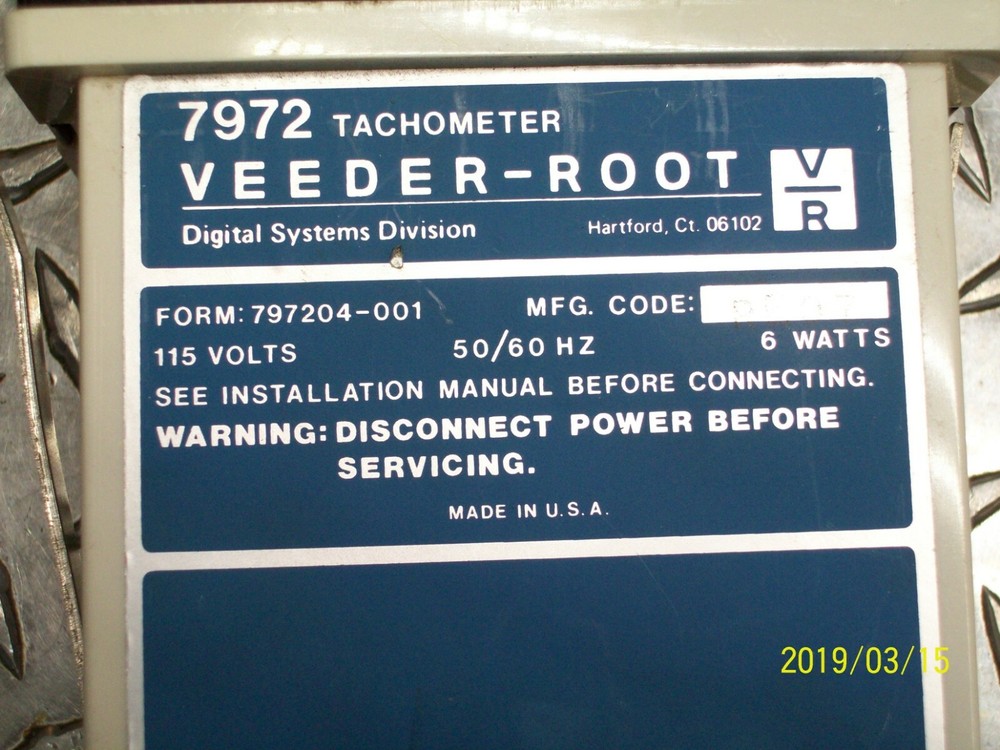 7972 TACHOMETER
VEEDER-ROOT
V
R
Digital Systems Division Hartford, Ct. 06102
FORM: 797204-001 MFG. CODE:
115 VOLTS 50/60 HZ 6 WATTS
SEE INSTALLATION MANUAL BEFORE CONNECTING.
WARNING: DISCONNECT POWER BEFORE
SERVICING.
MADE IN U.S.A.
2019/03/15